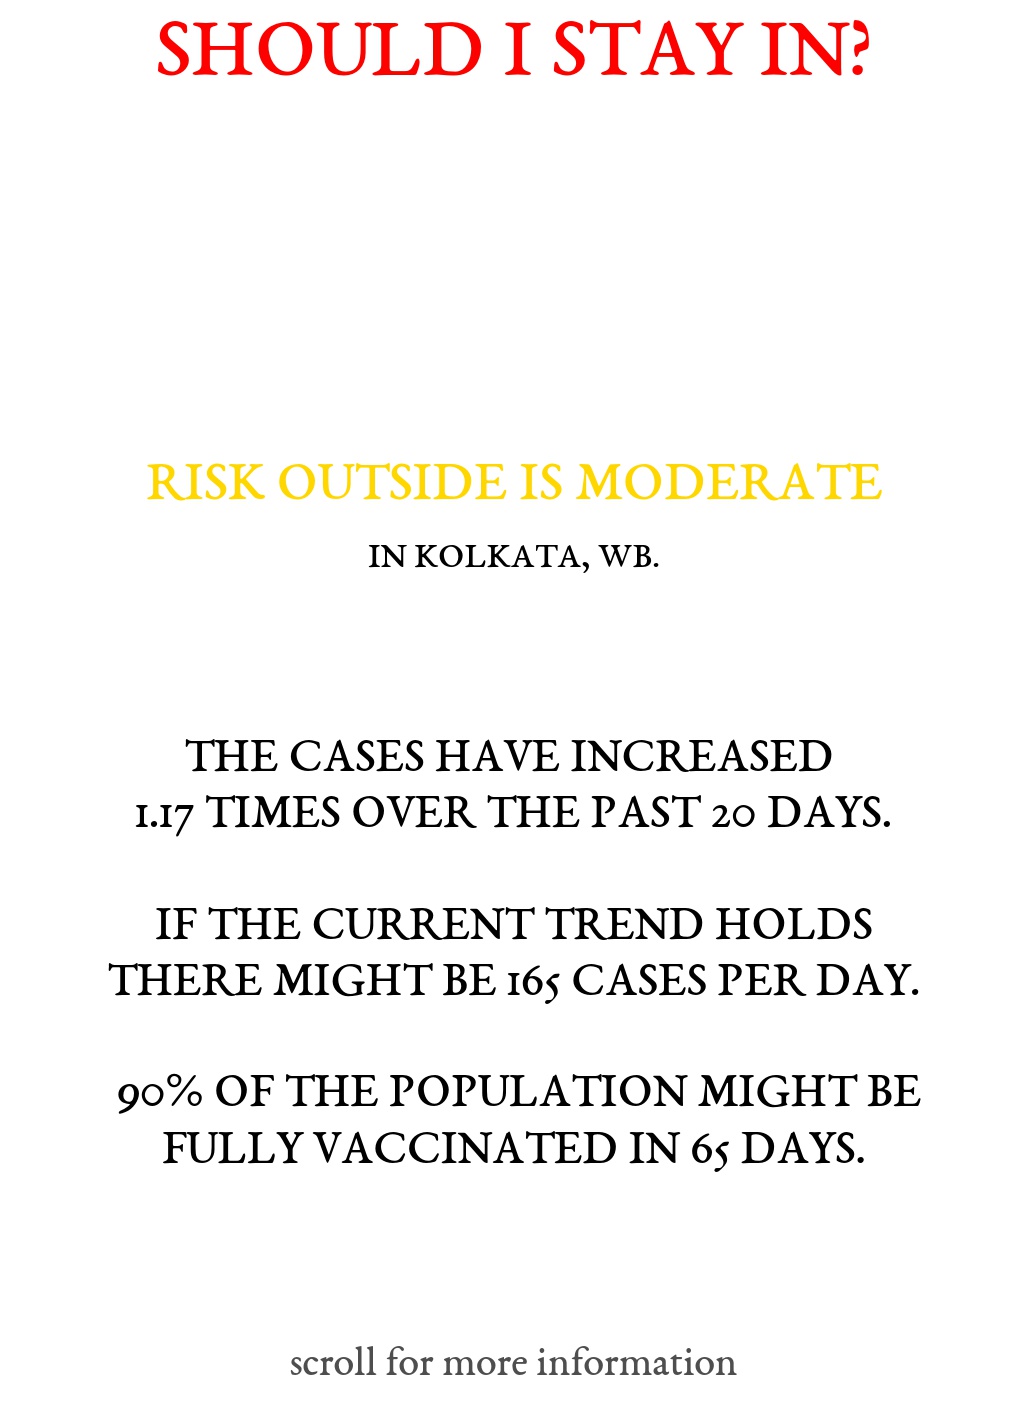 SHOULD I STAY IN?
RISK OUTSIDE IS MODERATE
IN KOLKATA, WB.
THE CASES HAVE INCREASED
1.17 TIMES OVER THE PAST 20 DAYS.
IF THE CURRENT TREND HOLDS
THERE MIGHT BE 165 CASES PER DAY.
90% OF THE POPULATION MIGHT BE
FULLY VACCINATED IN 65 DAYS.
scroll for more information